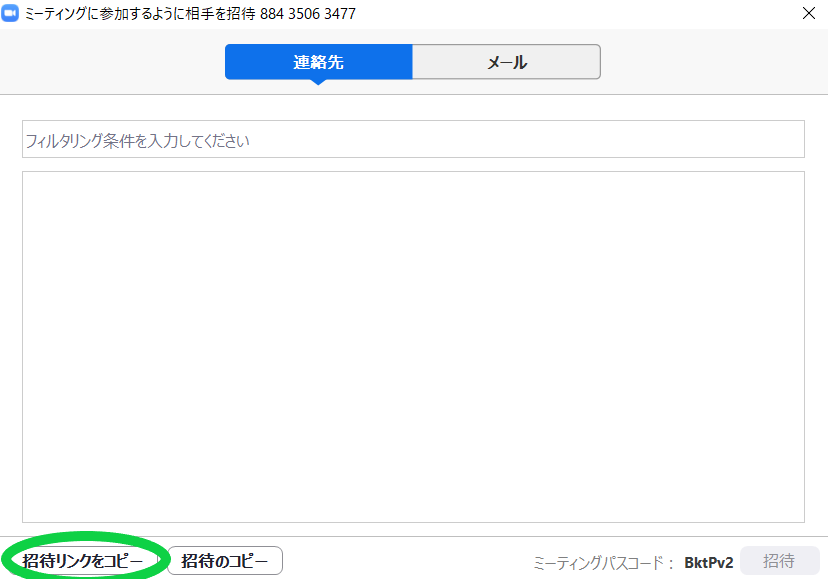 ミーティングに参加するように相手を招待 884 3506 3477
連絡先
メール
フィルタリング条件を入力してください
招待リンクをコピー
招待のコピー
ミーティングパスコード： BktPv2
招待